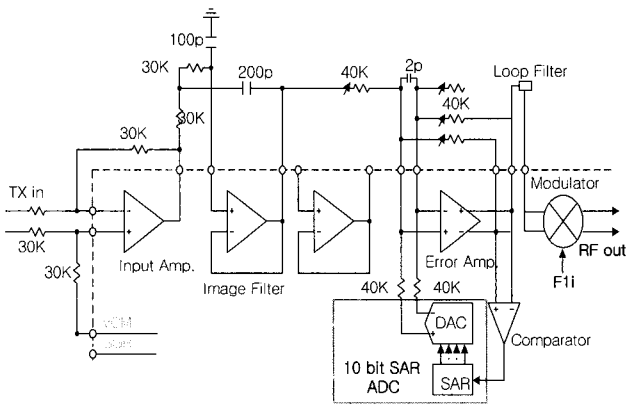 100p
30K
200p
40K
2p
Loop Filter
30K
40K
30K
TX in
Modulator
30K
Input Amp.
Image Filter
Error Amp.
RF out
30K
F1i
40K
40K
DAC
Comparator
10 bit SAR
ADC
SAR
- + - + - + - + - + + - - +